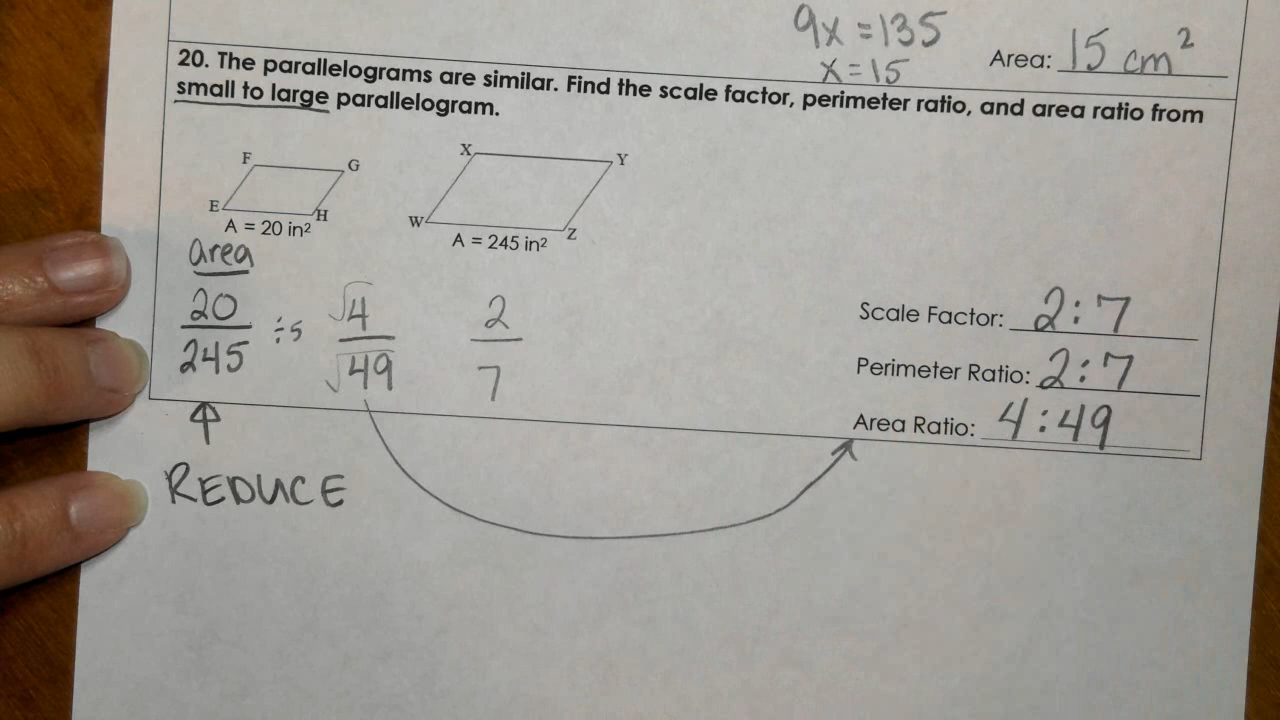 9x = 135
x = 15
Area: 15 cm²
20. The parallelograms are similar. Find the scale factor, perimeter ratio, and area ratio from
small to large parallelogram.
F
G
E
H
A = 20 in²
X
Y
W
Z
A = 245 in²
area
20
245
÷5
√4
√49
2
7
Scale Factor: 2:7
Perimeter Ratio: 2:7
Area Ratio: 4:49
REDUCE